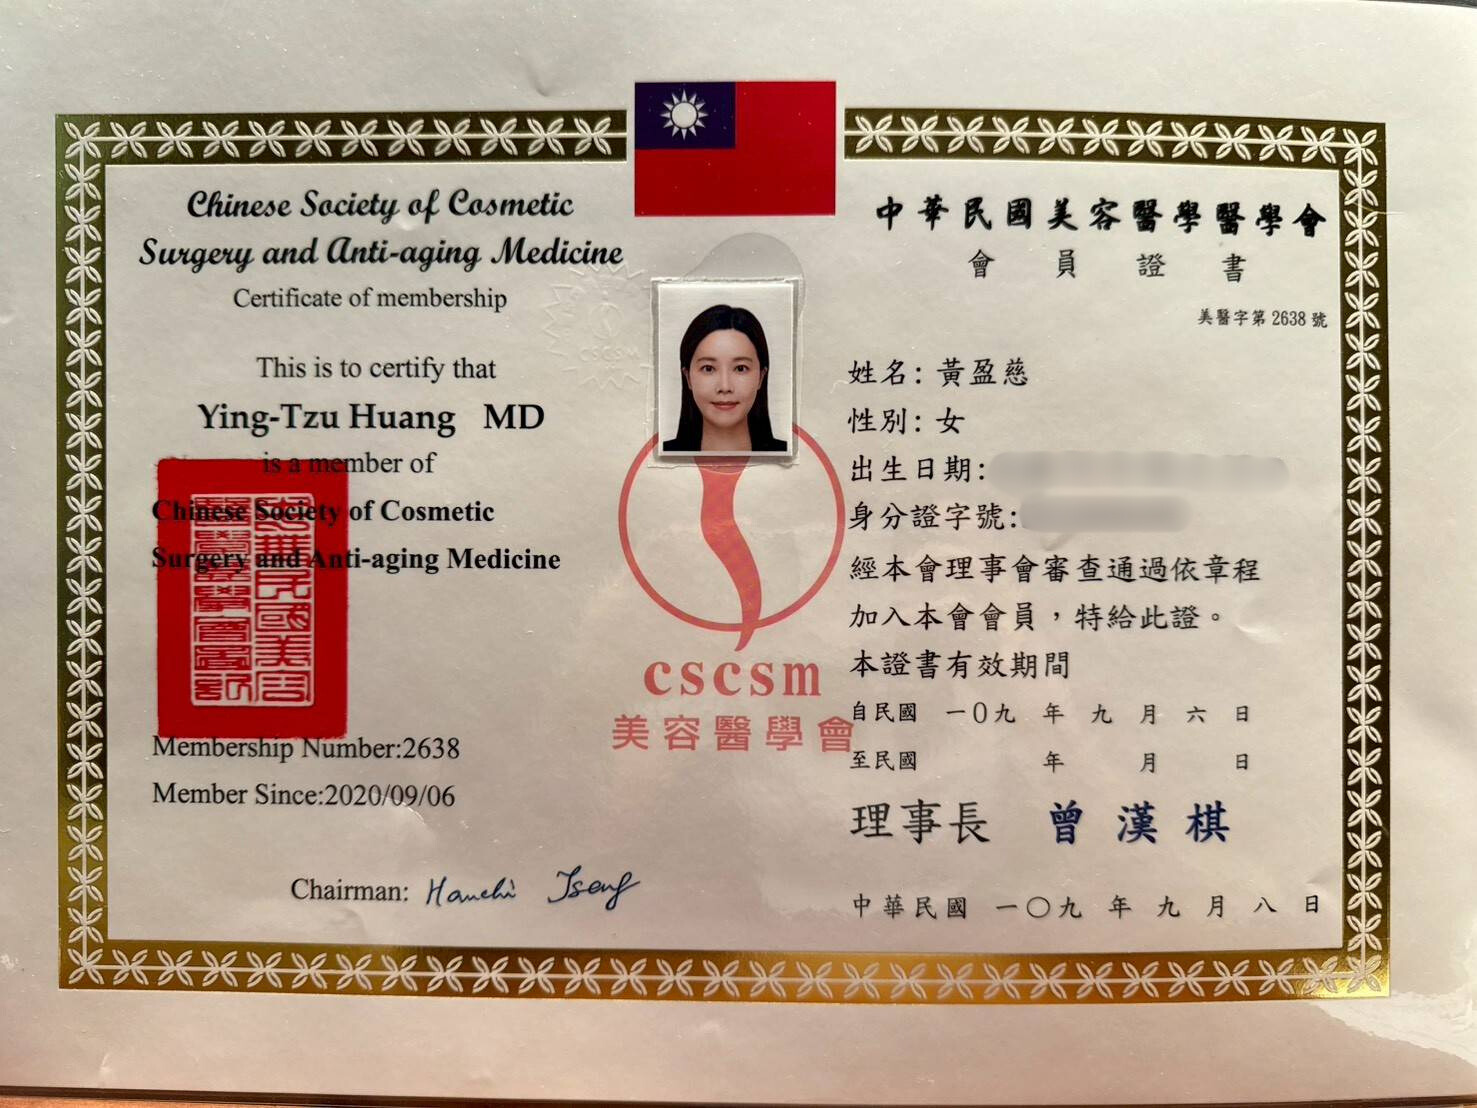 Chinese Society of Cosmetic
Surgery and Anti-aging Medicine
Certificate of membership
This is to certify that
Ying-Tzu Huang MD
is a member of
Chinese Society of Cosmetic
Surgery and Anti-aging Medicine
Membership Number:2638
Member Since:2020/09/06
Chairman: Hanchi Tseng
CSCSM
cscsm
美容醫學會
中華民國美容醫學醫學會
會員證書
美醫字第2638號
姓名:黃盈慈
性別:女
出生日期:
身分證字號:
經本會理事會審查通過依章程
加入本會會員,特給此證。
本證書有效期間
自民國 一0九 年 九 月 六 日
至民國 年 月 日
理事長 曾漢棋
中華民國 一〇九 年 九 月 八 日